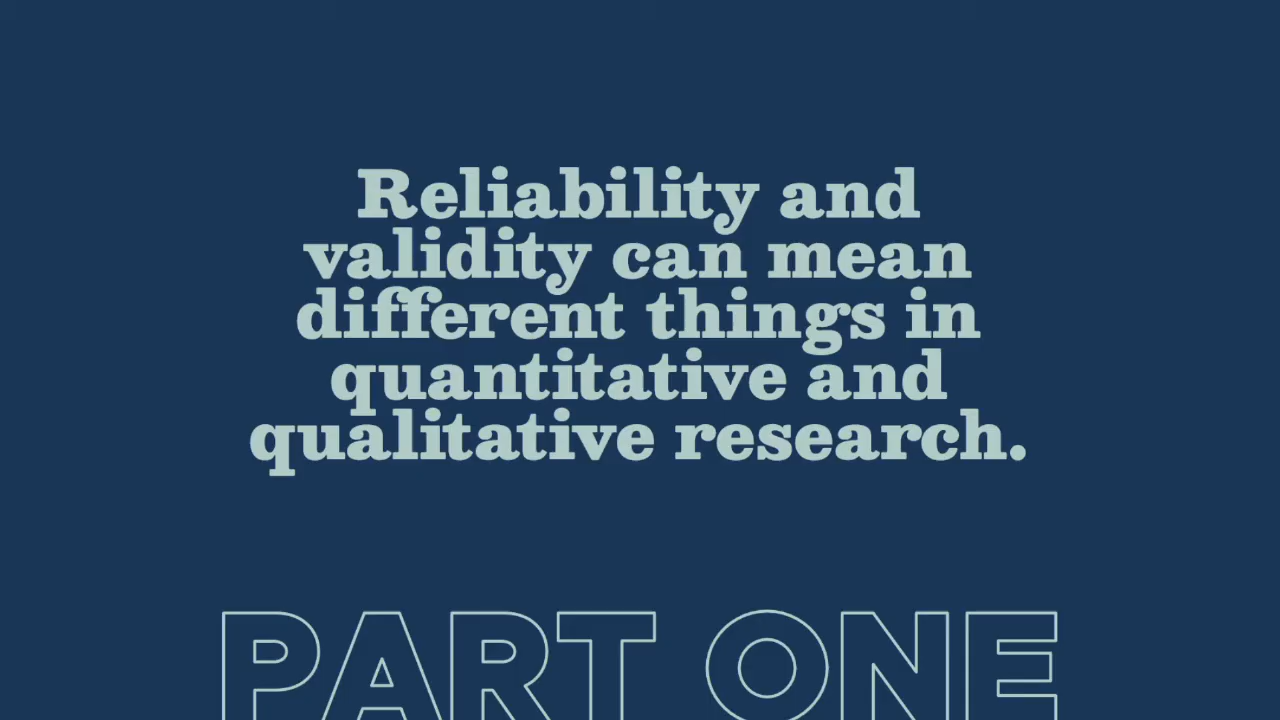 Reliability and
validity can mean
different things in
quantitative and
qualitative research.
PART ONE